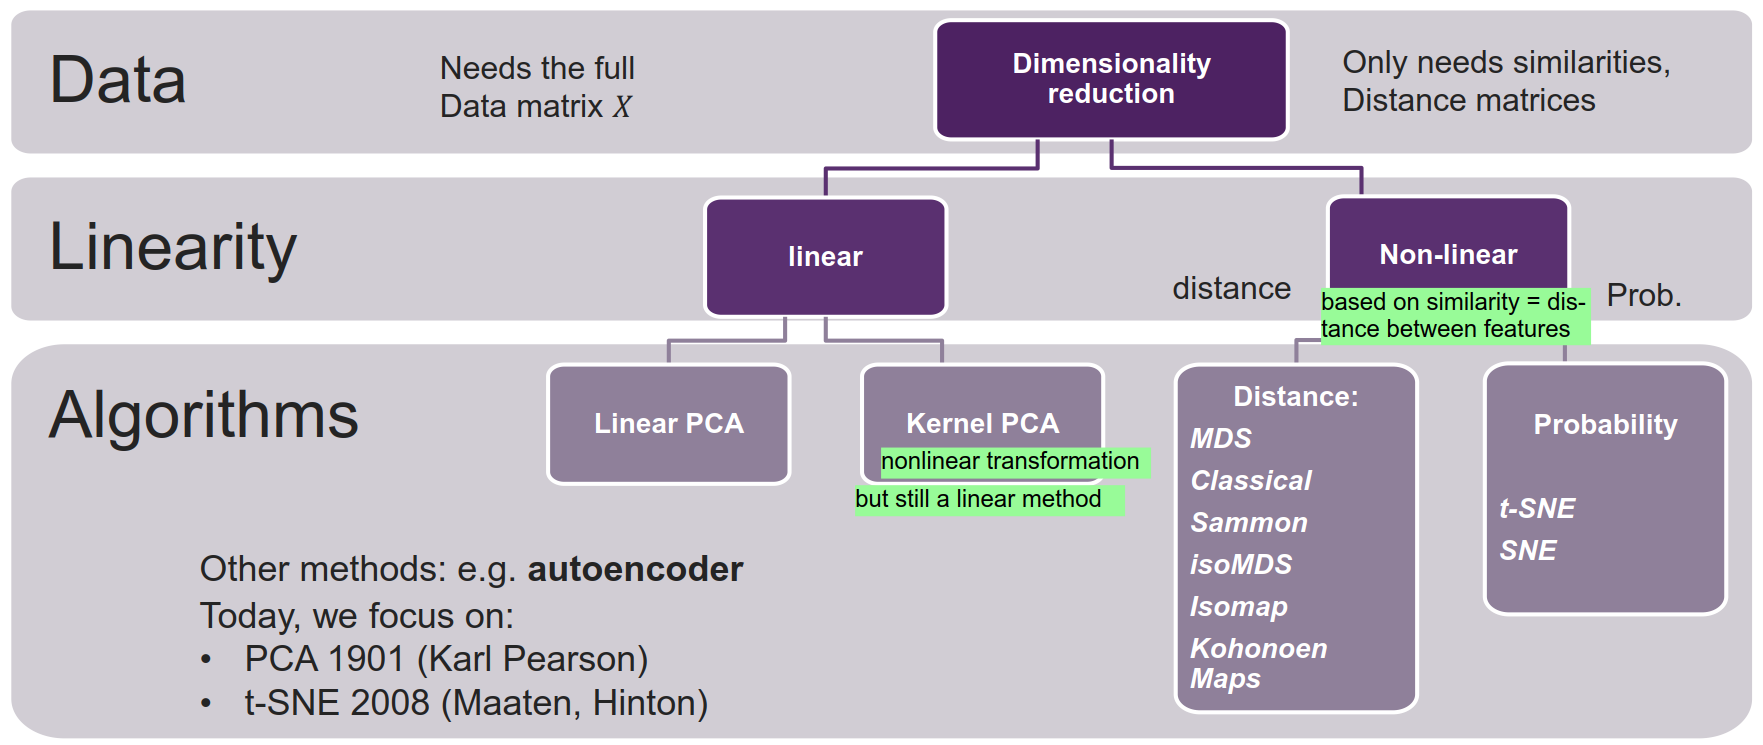 Data
Needs the full
Data matrix X
Dimensionality
reduction
Only needs similarities,
Distance matrices
Linearity
linear
distance
Non-linear
based on similarity = dis-
tance between features
Prob.
Algorithms
Linear PCA
Kernel PCA
nonlinear transformation
but still a linear method
Distance:
MDS
Classical
Sammon
isoMDS
Isomap
Kohonoen
Maps
Probability
t-SNE
SNE
Other methods: e.g. autoencoder
Today, we focus on:
• PCA 1901 (Karl Pearson)
• t-SNE 2008 (Maaten, Hinton)